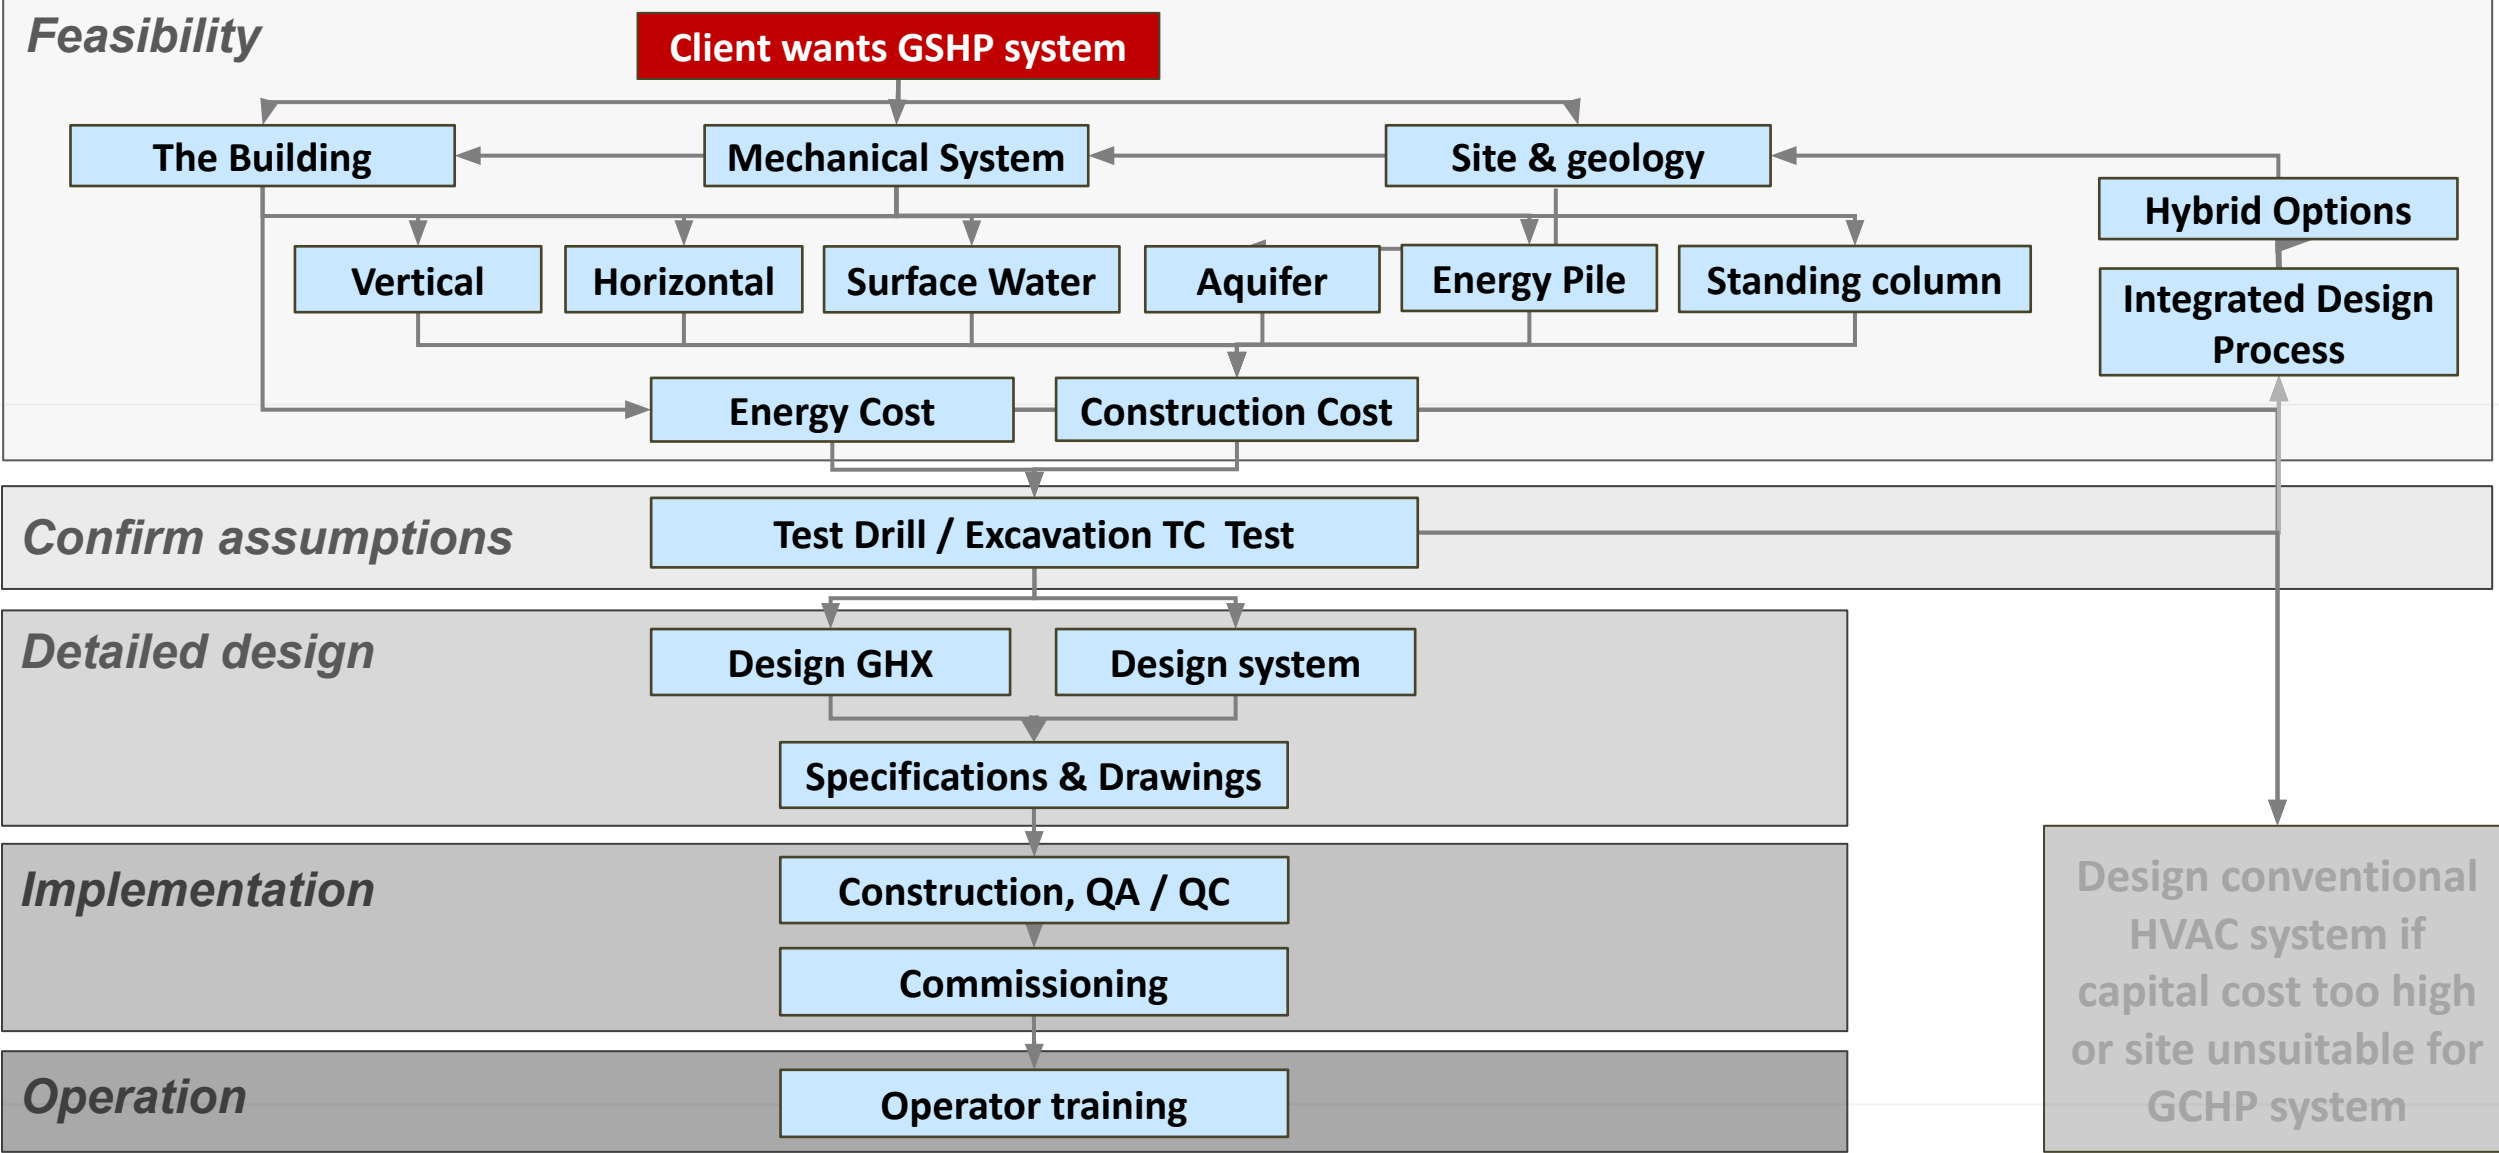 Feasibility
Client wants GSHP system
The Building
Mechanical System
Site & geology
Hybrid Options
Vertical
Horizontal
Surface Water
Aquifer
Energy Pile
Standing column
Integrated Design
Process
Energy Cost
Construction Cost
Confirm assumptions
Test Drill / Excavation TC  Test
Detailed design
Design GHX
Design system
Specifications & Drawings
Implementation
Construction, QA / QC
Commissioning
Operation
Operator training
Design conventional
HVAC system if
capital cost too high
or site unsuitable for
GCHP system